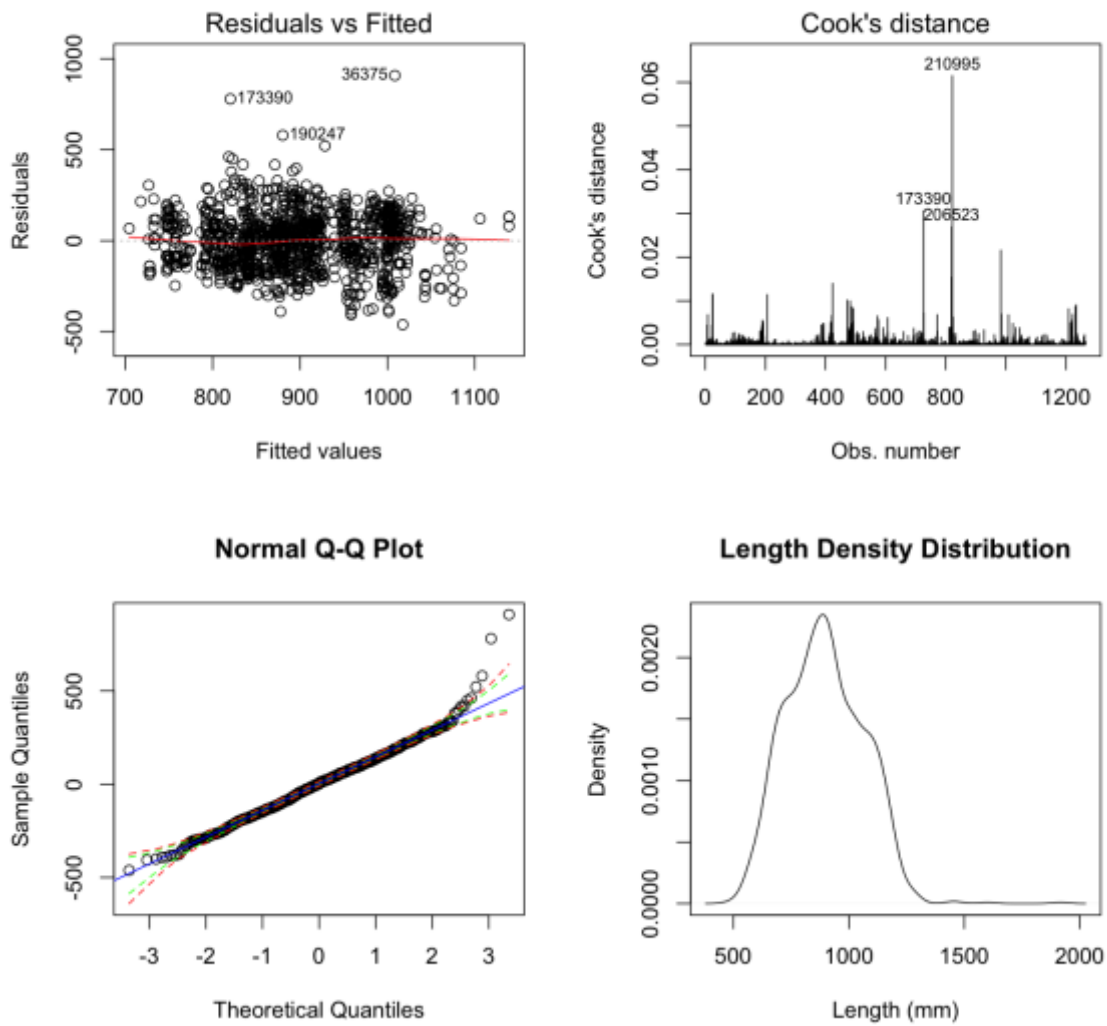 Residuals vs Fitted
1000
500
0
-500
Residuals
36375
173390
190247
700 800 900 1000 1100
Fitted values
Cook's distance
0.06
0.04
0.02
0.00
Cook's distance
210995
173390
206523
0 200 400 600 800 1200
Obs. number
Normal Q-Q Plot
500
0
-500
Sample Quantiles
-3 -2 -1 0 1 2 3
Theoretical Quantiles
Length Density Distribution
0.0020
0.0010
0.0000
Density
500 1000 1500 2000
Length (mm)